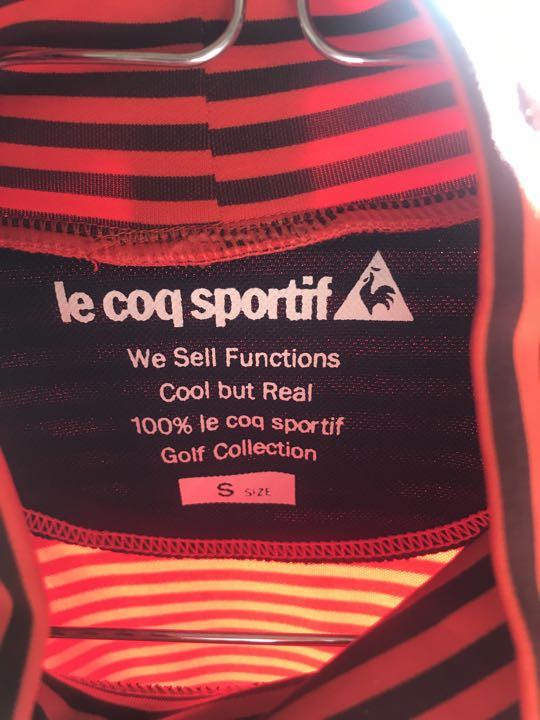 le coq sportif
We Sell Functions
Cool but Real
100% le coq sportif
Golf Collection
S SIZE